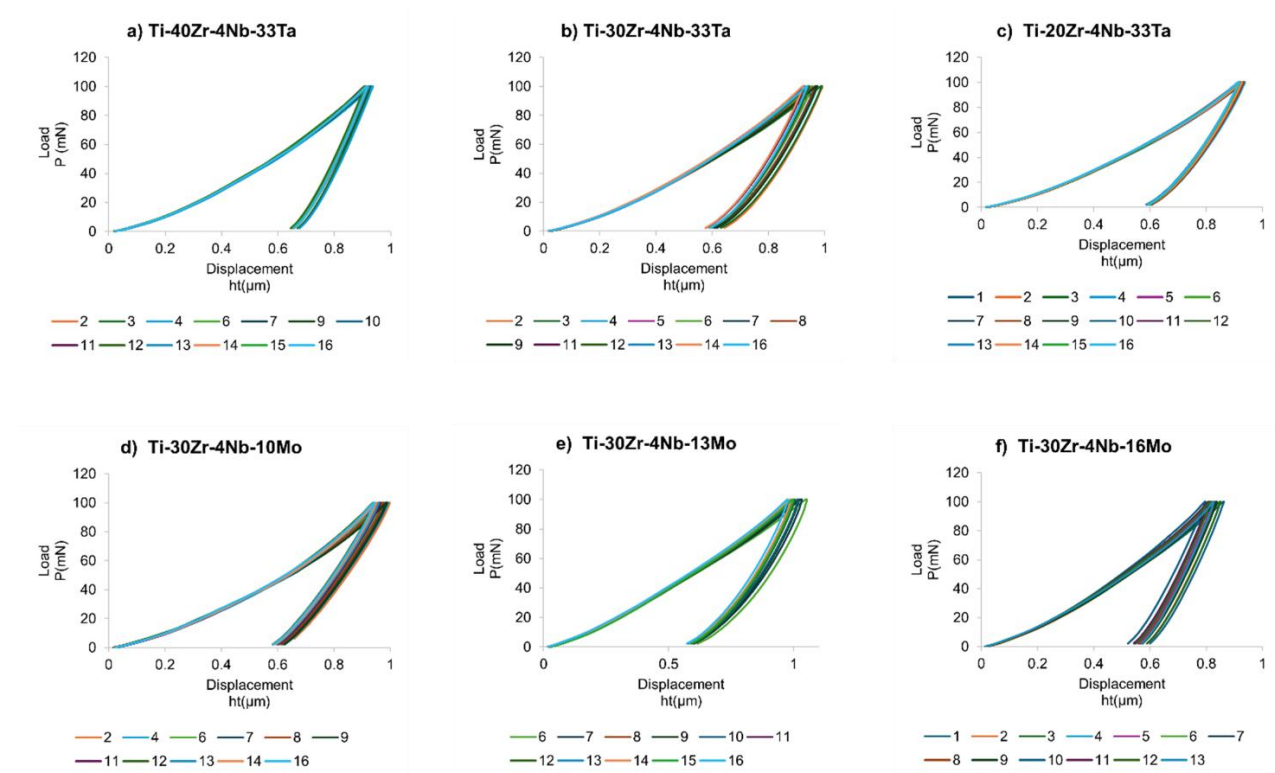 a) Ti-40Zr-4Nb-33Ta
120
100
80
60
40
20
0
Load
P (mN)
0 0.2 0.4 0.6 0.8 1
Displacement
ht(µm)
2 3 4 6 7 9 10
11 12 13 14 15 16
b) Ti-30Zr-4Nb-33Ta
120
100
80
60
40
20
0
Load
P(mN)
0 0.2 0.4 0.6 0.8 1
Displacement
ht(µm)
2 3 4 5 6 7 8
9 11 12 13 14 16
c) Ti-20Zr-4Nb-33Ta
120
100
80
60
40
20
0
Load
P(mN)
0 0.2 0.4 0.6 0.8 1
Displacement
ht(µm)
1 2 3 4 5 6
7 8 9 10 11 12
13 14 15 16
d) Ti-30Zr-4Nb-10Mo
120
100
80
60
40
20
0
Load
P(mN)
0 0.2 0.4 0.6 0.8 1
Displacement
ht(µm)
2 4 6 7 8 9
11 12 13 14 16
e) Ti-30Zr-4Nb-13Mo
120
100
80
60
40
20
0
Load
P(mN)
0 0.5 1
Displacement
ht(µm)
6 7 8 9 10 11
12 13 14 15 16
f) Ti-30Zr-4Nb-16Mo
120
100
80
60
40
20
0
Load
P(mN)
0 0.2 0.4 0.6 0.8 1
Displacement
ht(µm)
1 2 3 4 5 6 7
8 9 10 11 12 13